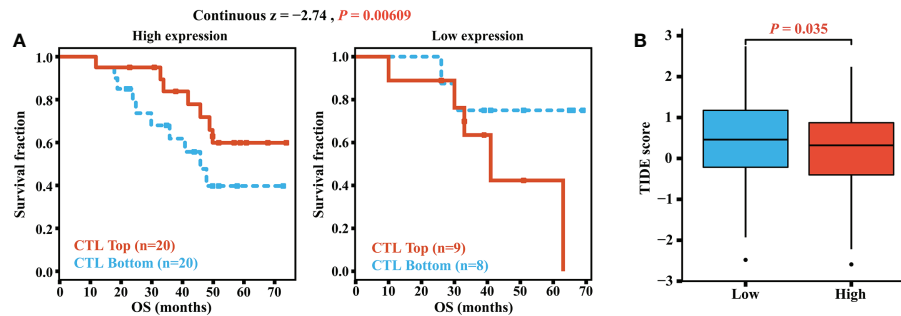 Continuous z = −2.74 , P = 0.00609
A
High expression
Survival fraction
1.0
0.8
0.6
0.4
0.2
0.0
CTL Top (n=20)
CTL Bottom (n=20)
0 10 20 30 40 50 60 70
OS (months)
Low expression
Survival fraction
1.0
0.8
0.6
0.4
0.2
0.0
CTL Top (n=9)
CTL Bottom (n=8)
0 10 20 30 40 50 60 70
OS (months)
B
P = 0.035
TIDE score
3
2
1
0
−1
−2
−3
Low High